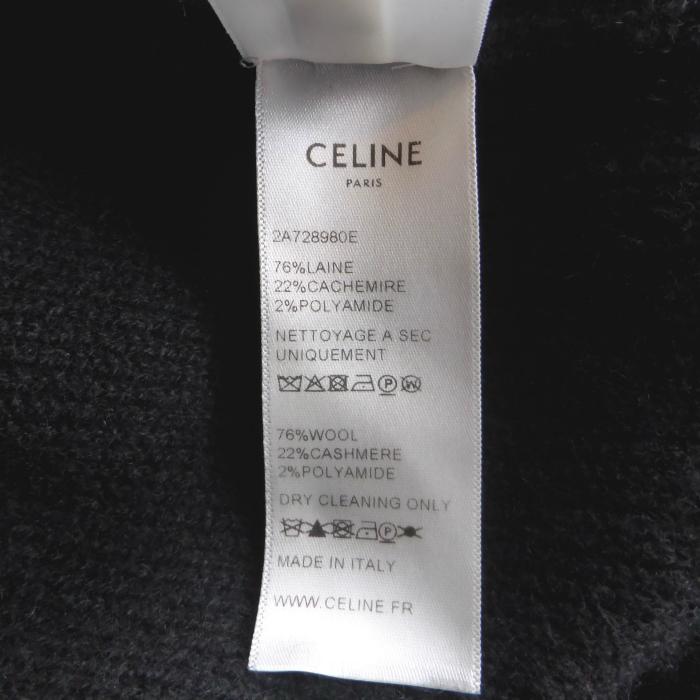 CELINE
PARIS
2A728980E
76%LAINE
22%CACHEMIRE
2%POLYAMIDE
NETTOYAGE A SEC
UNIQUEMENT
P W
76%WOOL
22%CASHMERE
2%POLYAMIDE
DRY CLEANING ONLY
P
MADE IN ITALY
WWW.CELINE.FR